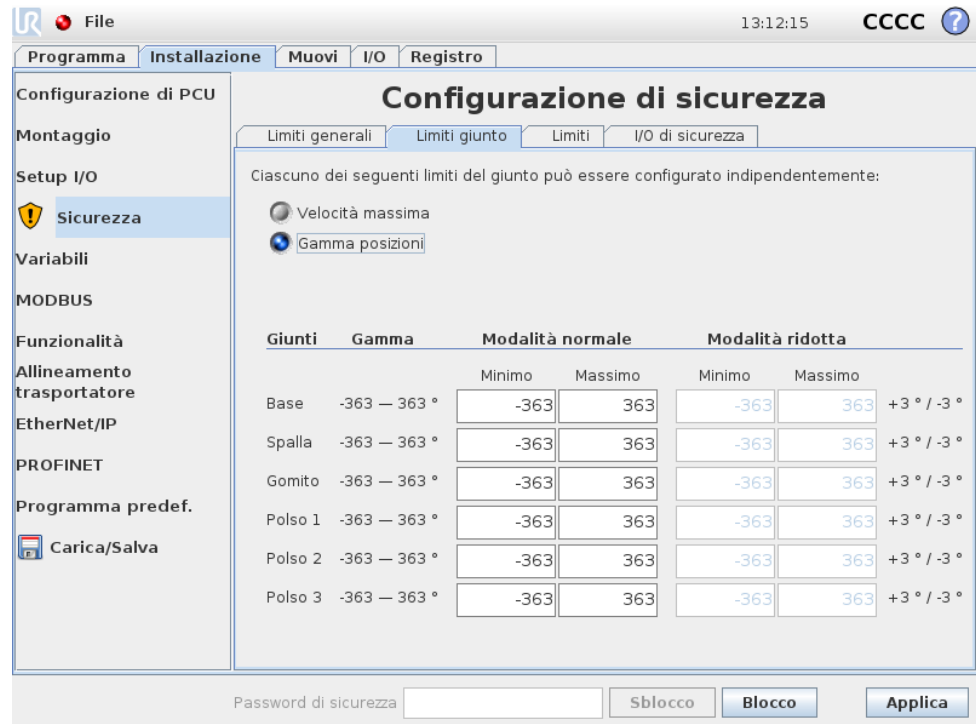 UR File 13:12:15 CCCC ?
Programma Installazione Muovi I/O Registro
Configurazione di PCU
Montaggio
Setup I/O
Sicurezza
Variabili
MODBUS
Funzionalità
Allineamento
trasportatore
EtherNet/IP
PROFINET
Programma predef.
Carica/Salva
Configurazione di sicurezza
Limiti generali Limiti giunto Limiti I/O di sicurezza
Ciascuno dei seguenti limiti del giunto può essere configurato indipendentemente:
Velocità massima
Gamma posizioni
Giunti Gamma Modalità normale Modalità ridotta
Minimo Massimo Minimo Massimo
Base -363 — 363 ° -363 363 -363 363 +3 ° / -3 °
Spalla -363 — 363 ° -363 363 -363 363 +3 ° / -3 °
Gomito -363 — 363 ° -363 363 -363 363 +3 ° / -3 °
Polso 1 -363 — 363 ° -363 363 -363 363 +3 ° / -3 °
Polso 2 -363 — 363 ° -363 363 -363 363 +3 ° / -3 °
Polso 3 -363 — 363 ° -363 363 -363 363 +3 ° / -3 °
Password di sicurezza Sblocco Blocco Applica